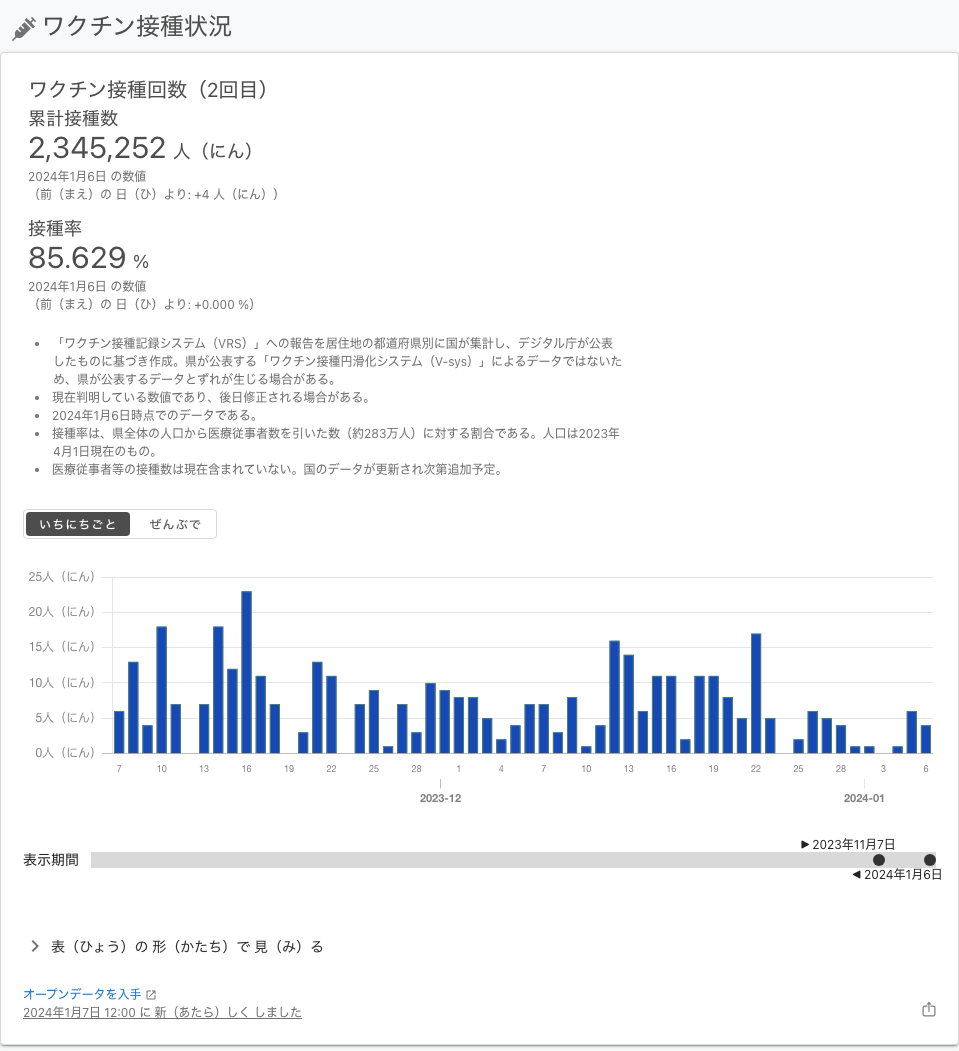 ワクチン接種状況
ワクチン接種回数（2回目）
累計接種数
2,345,252 人（にん）
2024年1月6日 の数値
（前（まえ）の 日（ひ）より: +4 人（にん））
接種率
85.629 %
2024年1月6日 の数値
（前（まえ）の 日（ひ）より: +0.000 %）
• 「ワクチン接種記録システム（VRS）」への報告を居住地の都道府県別に国が集計し、デジタル庁が公表
したものに基づき作成。県が公表する「ワクチン接種円滑化システム（V-sys）」によるデータではないた
め、県が公表するデータとずれが生じる場合がある。
• 現在判明している数値であり、後日修正される場合がある。
• 2024年1月6日時点でのデータである。
• 接種率は、県全体の人口から医療従事者数を引いた数（約283万人）に対する割合である。人口は2023年
4月1日現在のもの。
• 医療従事者等の接種数は現在含まれていない。国のデータが更新され次第追加予定。
いちにちごと ぜんぶで
25人（にん）
20人（にん）
15人（にん）
10人（にん）
5人（にん）
0人（にん）
7 10 13 16 19 22 25 28 1 4 7 10 13 16 19 22 25 28 3 6
2023-12 2024-01
▶ 2023年11月7日
表示期間
◀ 2024年1月6日
表（ひょう）の 形（かたち）で 見（み）る
オープンデータを入手
2024年1月7日 12:00 に 新（あたら）しく しました